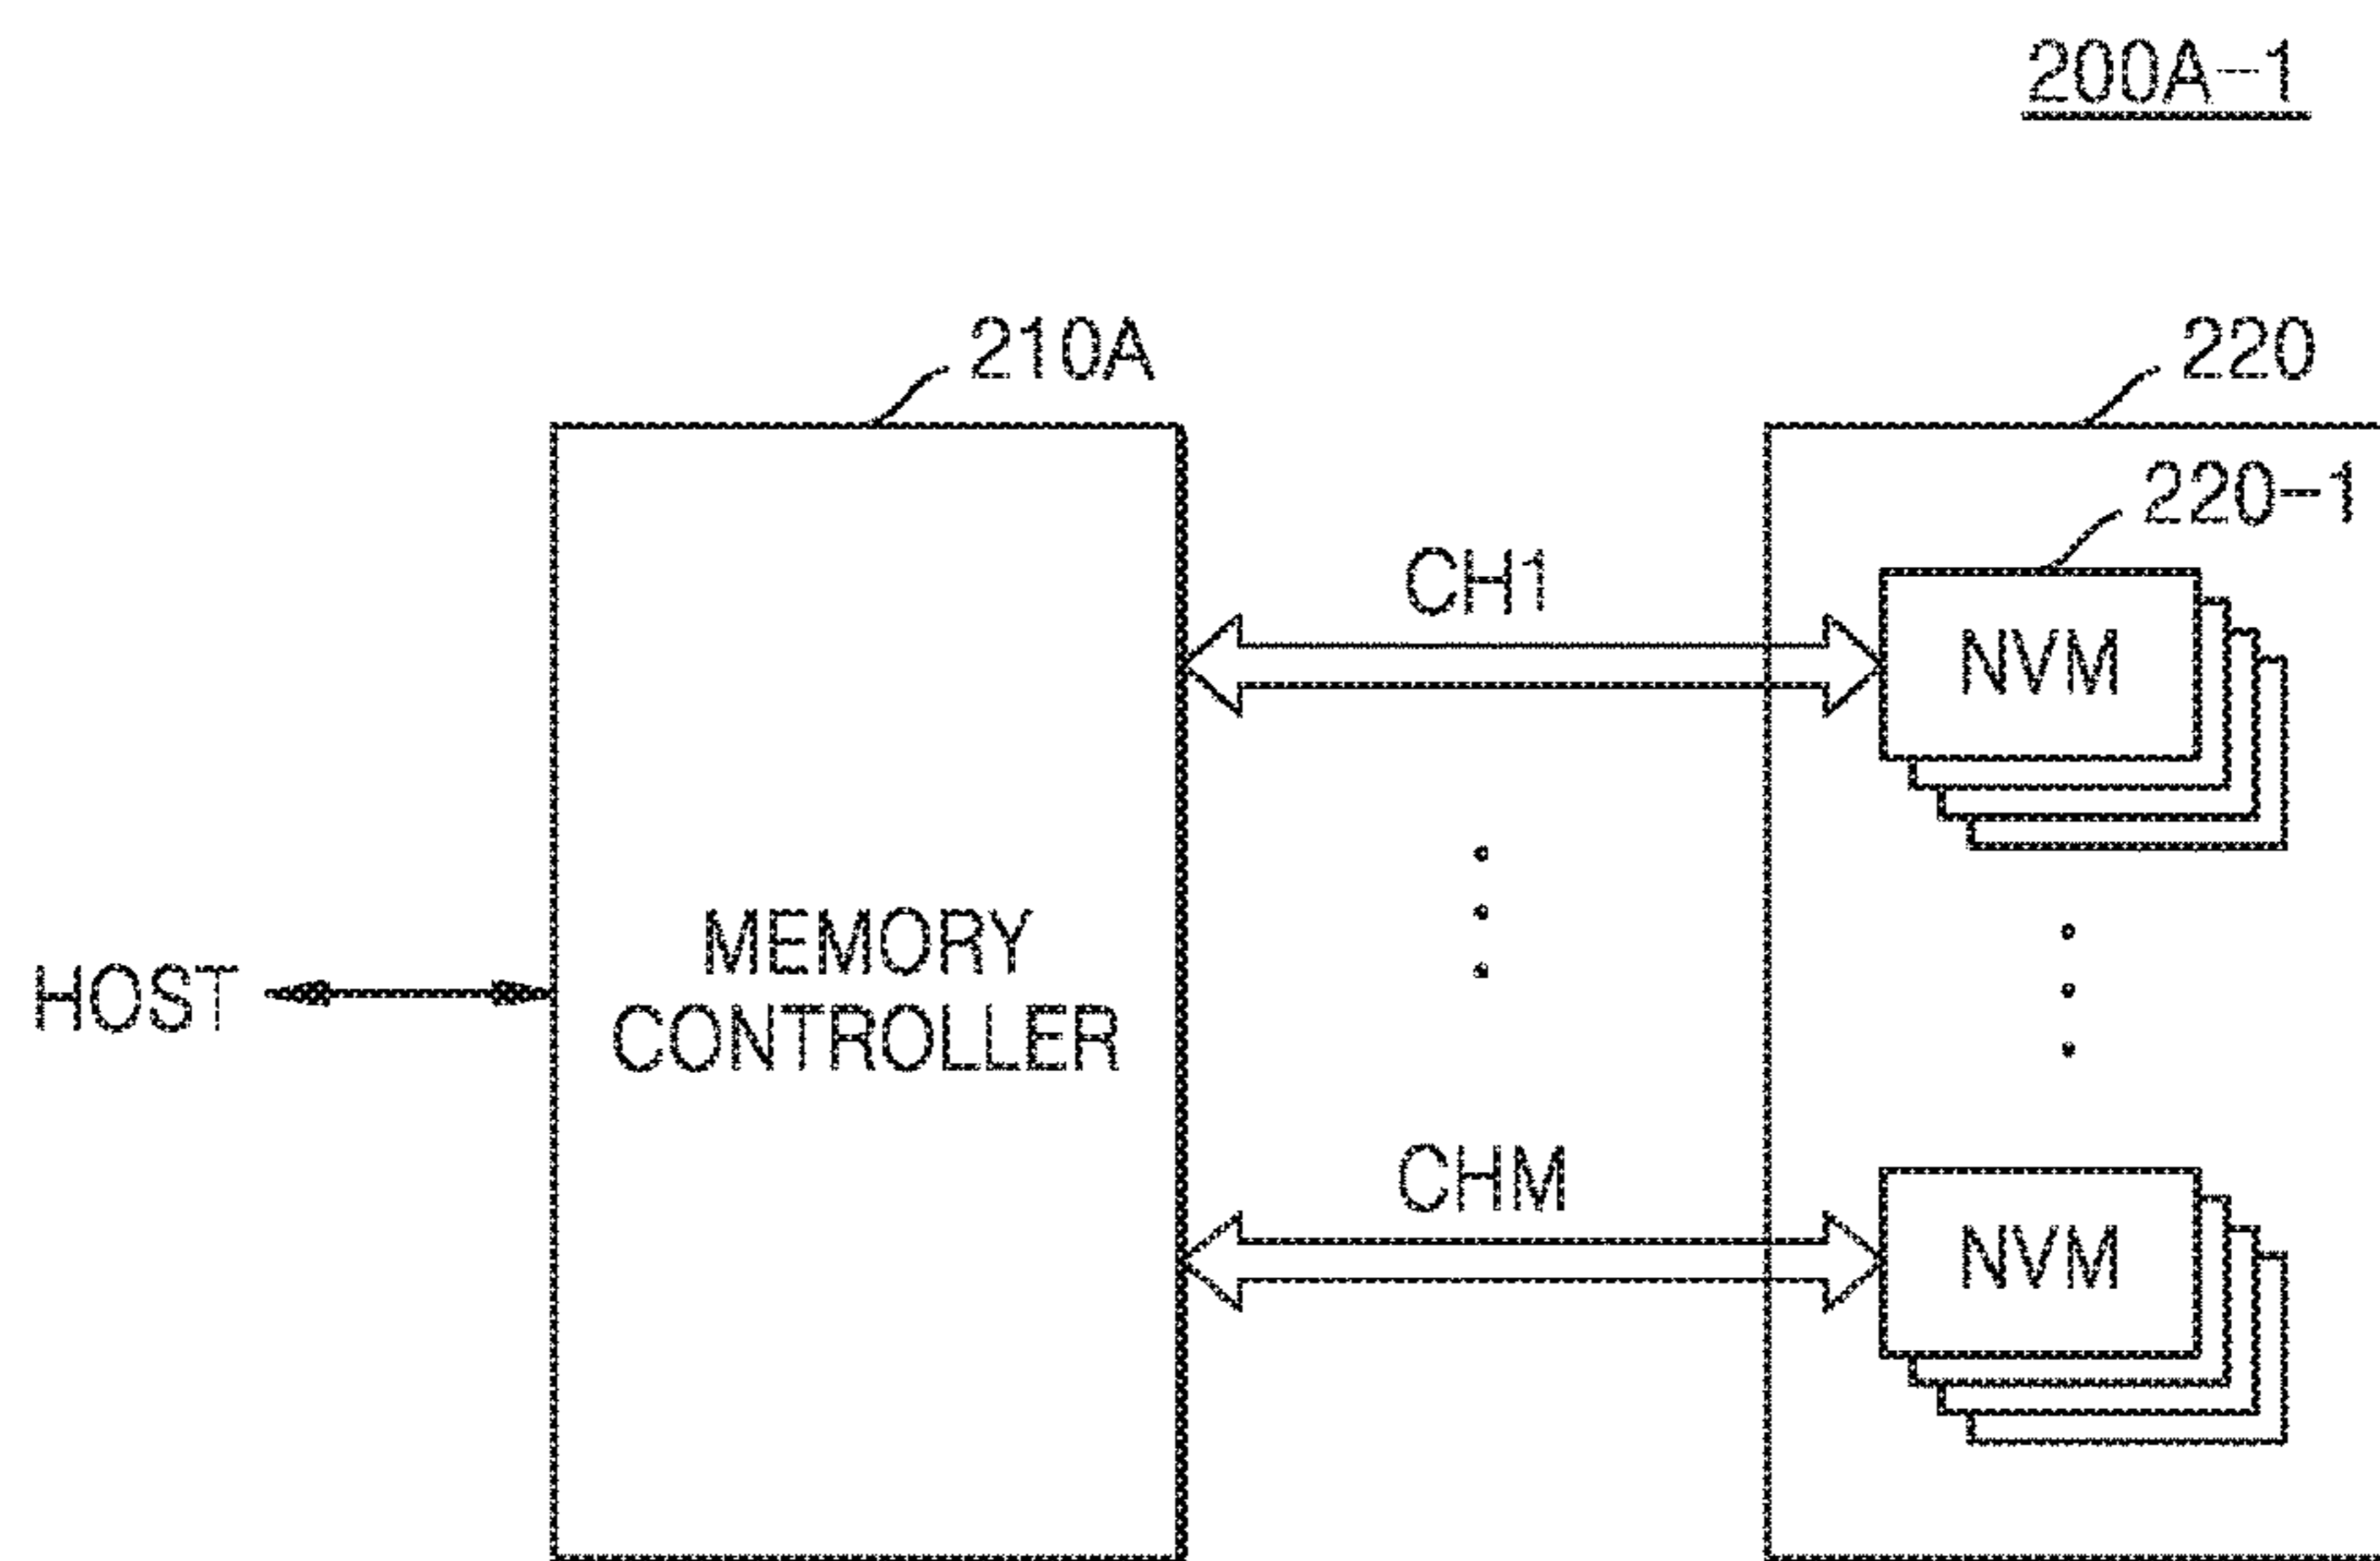 200A-1
210A
220
220-1
CH1
NVM
MEMORY
CONTROLLER
HOST
CHM
NVM